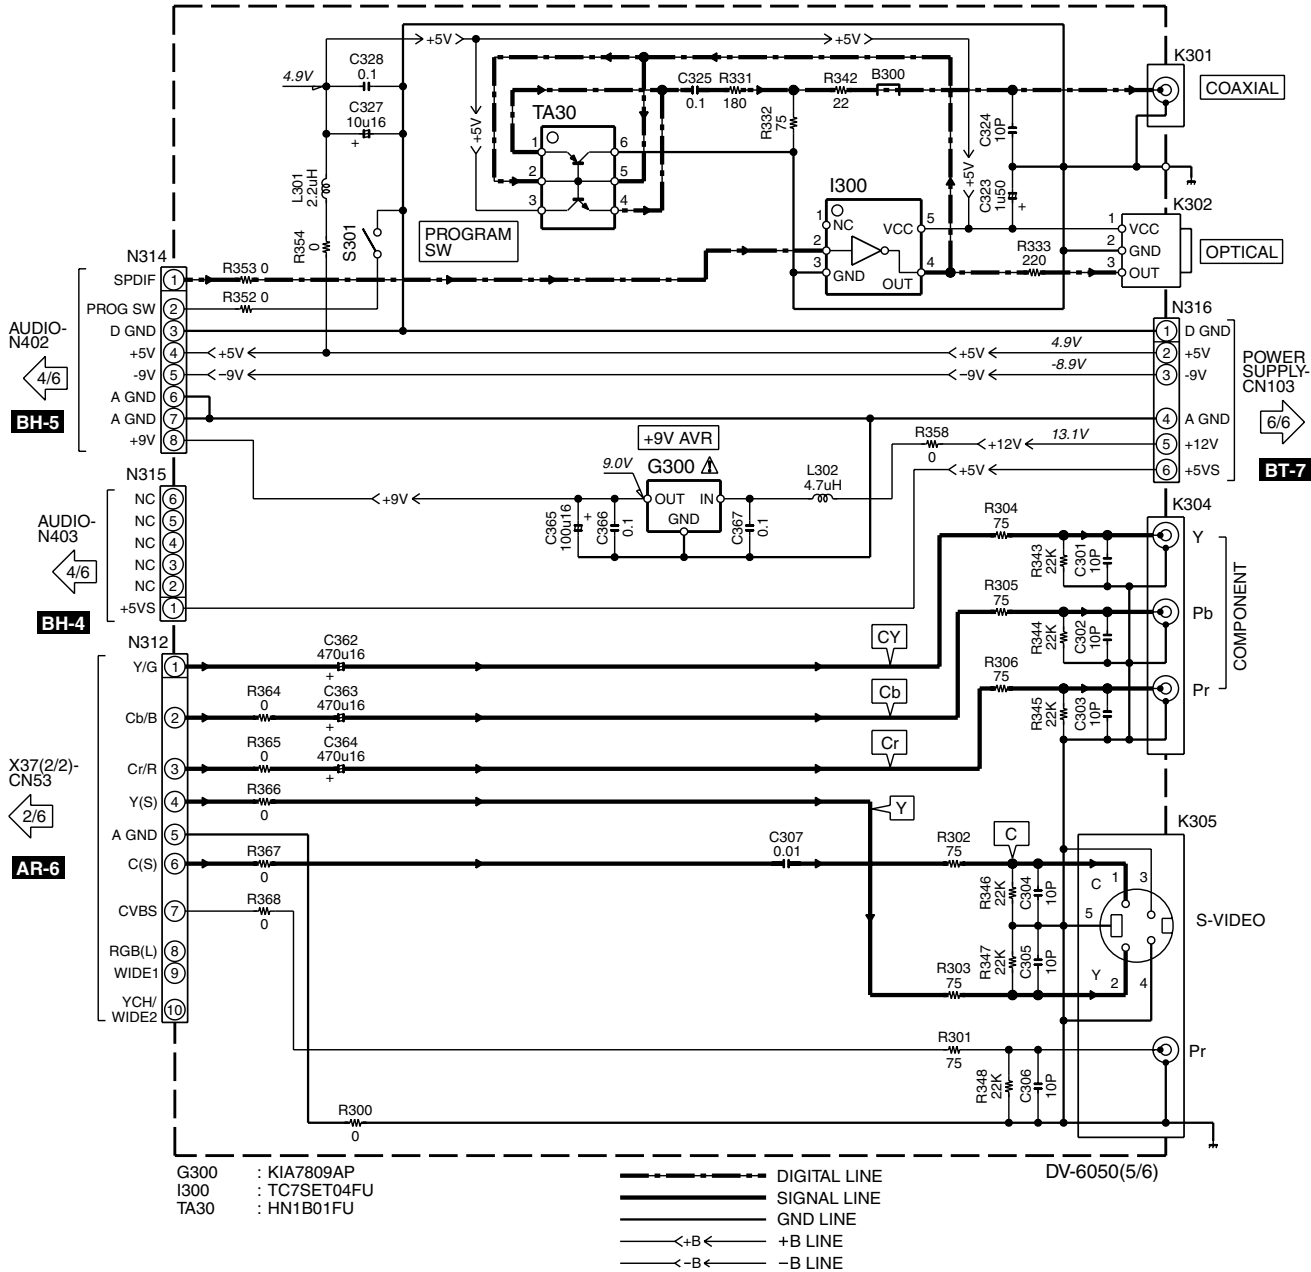 K301
COAXIAL
+5V
+5V
C328
0.1
4.9V
C327
10u16
+
C325
0.1
R331
180
R342
22
B300
TA30
R332
75
C324
10P
+5V
1
2
3
6
5
4
L301
2.2uH
R354
0
S301
PROGRAM
SW
I300
1
NC
2
3
GND
VCC
5
4
OUT
C323
1u50
+
+5V
K302
1
VCC
2
GND
3
OUT
OPTICAL
R333
220
N314
SPDIF
1
R353 0
PROG SW
2
R352 0
D GND
3
+5V
4
+5V
-9V
5
−9V
A GND
6
A GND
7
+9V
8
AUDIO-
N402
4/6
BH-5
N316
1
D GND
+5V
4.9V
2
+5V
−9V
-8.9V
3
-9V
4
A GND
R358
0
+12V
13.1V
5
+12V
+5V
6
+5VS
POWER
SUPPLY-
CN103
6/6
BT-7
+9V AVR
9.0V
G300
OUT
IN
GND
L302
4.7uH
+9V
C365
100u16
+
C366
0.1
C367
0.1
N315
NC
6
NC
5
NC
4
NC
3
NC
2
+5VS
1
AUDIO-
N403
4/6
BH-4
K304
R304
75
Y
R343
22K
C301
10P
R305
75
Pb
R344
22K
C302
10P
R306
75
Pr
R345
22K
C303
10P
COMPONENT
N312
Y/G
1
C362
470u16
+
CY
Cb/B
2
R364
0
C363
470u16
+
Cb
Cr/R
3
R365
0
C364
470u16
+
Cr
Y(S)
4
R366
0
Y
A GND
5
C(S)
6
R367
0
C307
0.01
R302
75
C
CVBS
7
R368
0
RGB(L)
8
WIDE1
9
YCH/
WIDE2
10
X37(2/2)-
CN53
2/6
AR-6
K305
R346
22K
C304
10P
R347
22K
C305
10P
R303
75
C
1
3
5
Y
2
4
S-VIDEO
R301
75
Pr
R348
22K
C306
10P
R300
0
G300 : KIA7809AP
I300 : TC7SET04FU
TA30 : HN1B01FU
DIGITAL LINE
SIGNAL LINE
GND LINE
+B
+B LINE
−B
−B LINE
DV-6050(5/6)